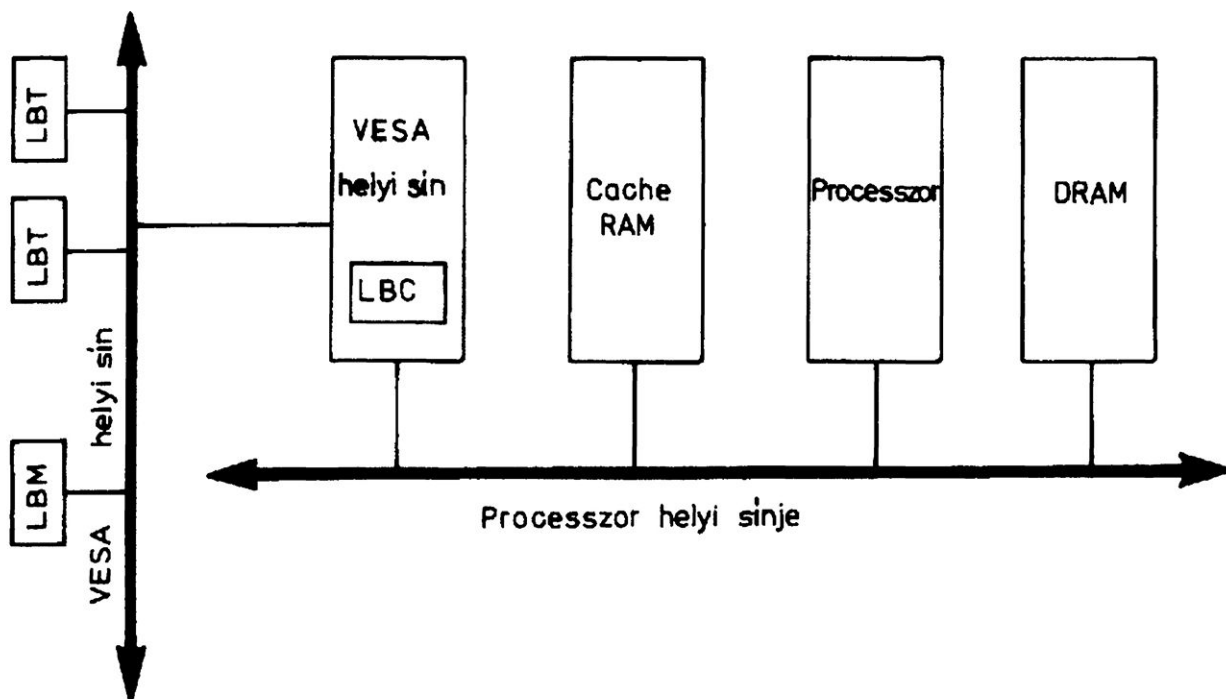 LBT
LBT
LBM
VESA helyi sín
VESA
helyi sín
LBC
Cache
RAM
Processzor
DRAM
Processzor helyi sínje